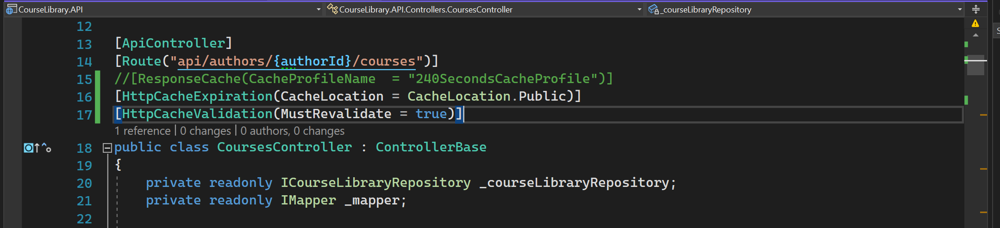 CourseLibrary.API CourseLibrary.API.Controllers.CoursesController _courseLibraryRepository
12
13 [ApiController]
14 [Route("api/authors/{authorId}/courses")]
15 //[ResponseCache(CacheProfileName  = "240SecondsCacheProfile")]
16 [HttpCacheExpiration(CacheLocation = CacheLocation.Public)]
17 [HttpCacheValidation(MustRevalidate = true)]
1 reference | 0 changes | 0 authors, 0 changes
18 public class CoursesController : ControllerBase
19 {
20 private readonly ICourseLibraryRepository _courseLibraryRepository;
21 private readonly IMapper _mapper;
22